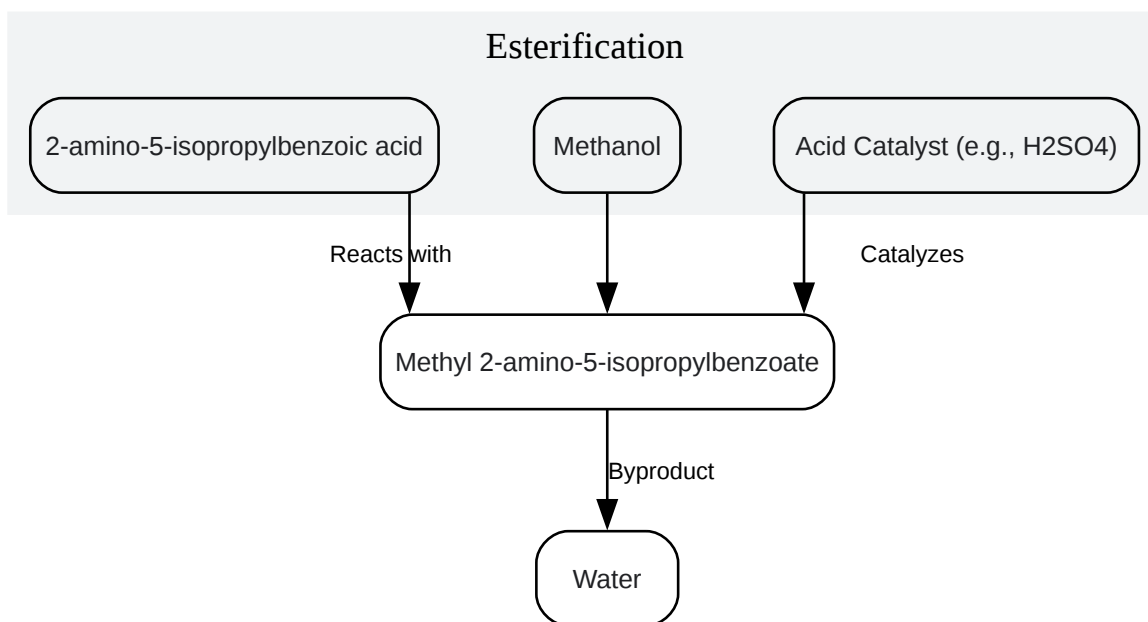 Esterification
2-amino-5-isopropylbenzoic acid
Methanol
Acid Catalyst (e.g., H2SO4)
Reacts with
Catalyzes
Methyl 2-amino-5-isopropylbenzoate
Byproduct
Water